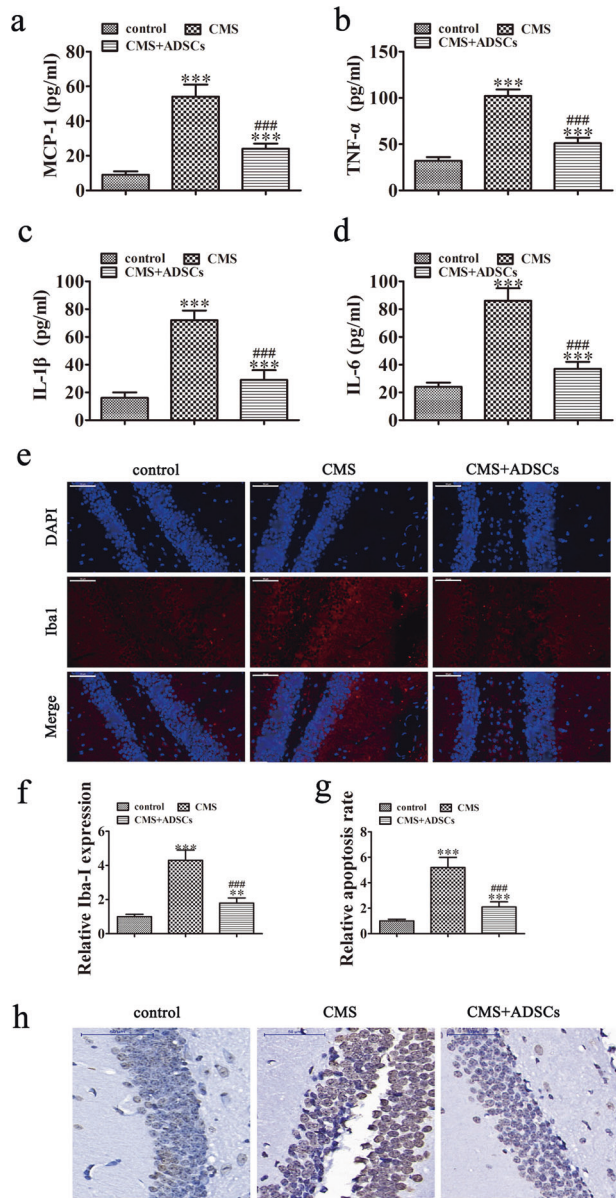 a
control CMS
CMS+ADSCs
MCP-1 (pg/ml)
80
60
40
20
0
***
###
***
b
control CMS
CMS+ADSCs
TNF-α (pg/ml)
150
100
50
0
***
###
***
c
control CMS
CMS+ADSCs
IL-1β (pg/ml)
100
80
60
40
20
0
***
###
***
d
control CMS
CMS+ADSCs
IL-6 (pg/ml)
100
80
60
40
20
0
***
###
***
e
control CMS CMS+ADSCs
DAPI
Iba1
Merge
f
control CMS
CMS+ADSCs
Relative Iba-I expression
6
4
2
0
***
###
**
g
control CMS
CMS+ADSCs
Relative apoptosis rate
8
6
4
2
0
***
###
***
h
control CMS CMS+ADSCs